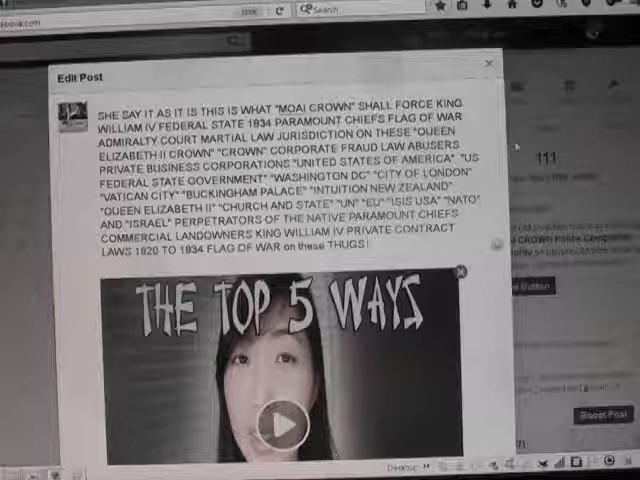 Search
Edit Post
SHE SAY IT AS IT IS THIS IS WHAT "MOAI CROWN" SHALL FORCE KING
WILLIAM IV FEDERAL STATE 1834 PARAMOUNT CHIEFS FLAG OF WAR
ADMIRALTY COURT MARTIAL LAW JURISDICTION ON THESE "QUEEN
ELIZABETH II CROWN" "CROWN" CORPORATE FRAUD LAW ABUSERS
PRIVATE BUSINESS CORPORATIONS "UNITED STATES OF AMERICA" "US
FEDERAL STATE GOVERNMENT" "WASHINGTON DC" "CITY OF LONDON"
"VATICAN CITY" "BUCKINGHAM PALACE" "INTUITION NEW ZEALAND"
"QUEEN ELIZABETH II" "CHURCH AND STATE" "UN" "EU" "ISIS USA" "NATO"
AND "ISRAEL" PERPETRATORS OF THE NATIVE PARAMOUNT CHIEFS
COMMERCIAL LANDOWNERS KING WILLIAM IV PRIVATE CONTRACT
LAWS 1820 TO 1834 FLAG OF WAR on these THUGS!
THE TOP 5 WAYS
111
Button
Boost Post
Desktop